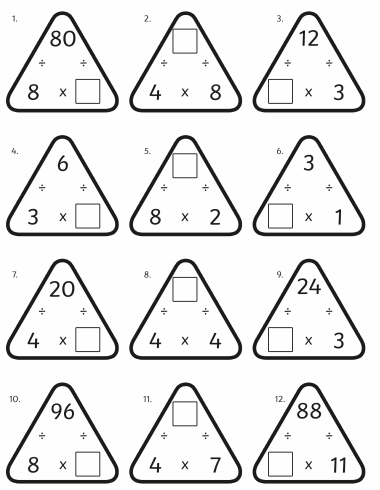 1. 2. 3.
80 12
÷ ÷ ÷ ÷ ÷ ÷
8 x 4 x 8 x 3
4. 5. 6.
6 3
÷ ÷ ÷ ÷ ÷ ÷
3 x 8 x 2 x 1
7. 8. 9.
20 24
÷ ÷ ÷ ÷ ÷ ÷
4 x 4 x 4 x 3
10. 11. 12.
96 88
÷ ÷ ÷ ÷ ÷ ÷
8 x 4 x 7 x 11